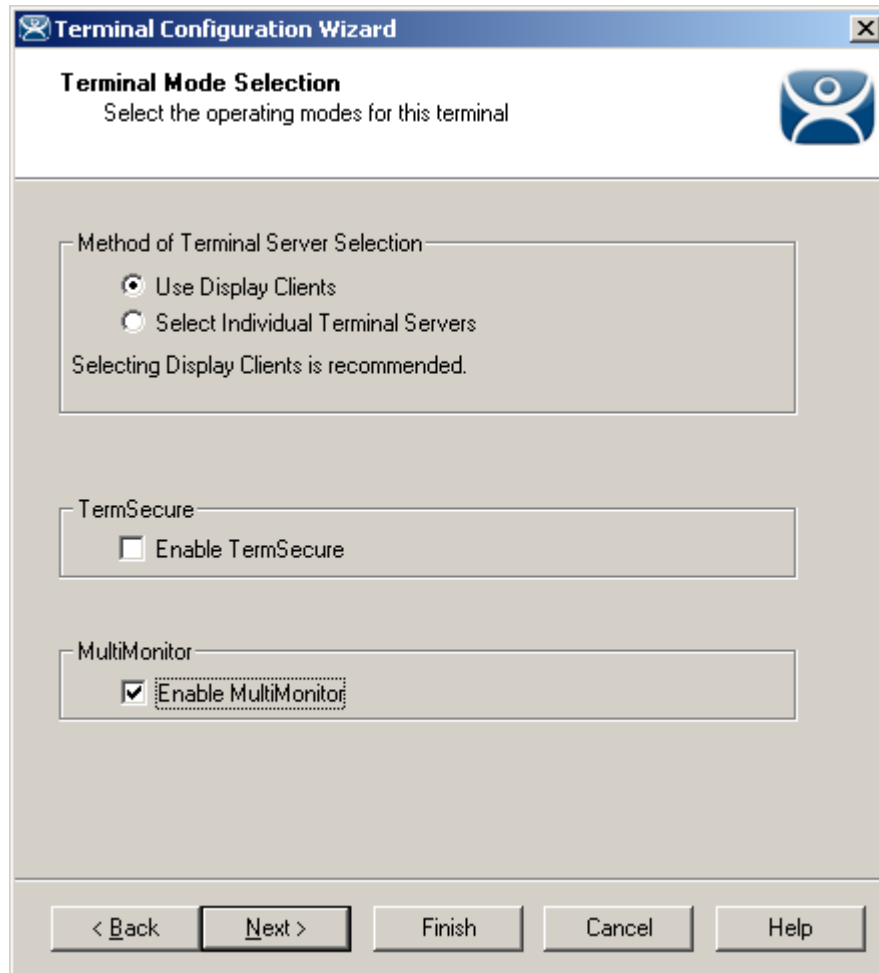 Terminal Configuration Wizard
Terminal Mode Selection
Select the operating modes for this terminal
Method of Terminal Server Selection
Use Display Clients
Select Individual Terminal Servers
Selecting Display Clients is recommended.
TermSecure
Enable TermSecure
MultiMonitor
Enable MultiMonitor
< Back Next > Finish Cancel Help